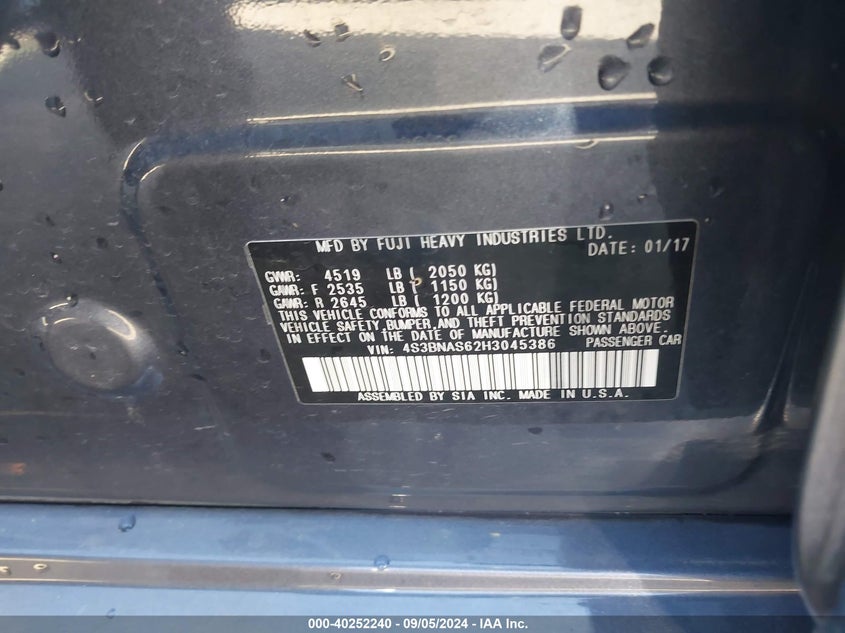 MFD BY FUJI HEAVY INDUSTRIES LTD.
DATE: 01/17
GVWR: 4519 LB ( 2050 KG)
GAWR: F 2535 LB ( 1150 KG)
GAWR: R 2645 LB ( 1200 KG)
THIS VEHICLE CONFORMS TO ALL APPLICABLE FEDERAL MOTOR
VEHICLE SAFETY,BUMPER,AND THEFT PREVENTION STANDARDS
IN EFFECT ON THE DATE OF MANUFACTURE SHOWN ABOVE.
VIN: 4S3BNAS62H3045386 PASSENGER CAR
ASSEMBLED BY SIA INC. MADE IN U.S.A.
000-40252240 - 09/05/2024 - IAA Inc.